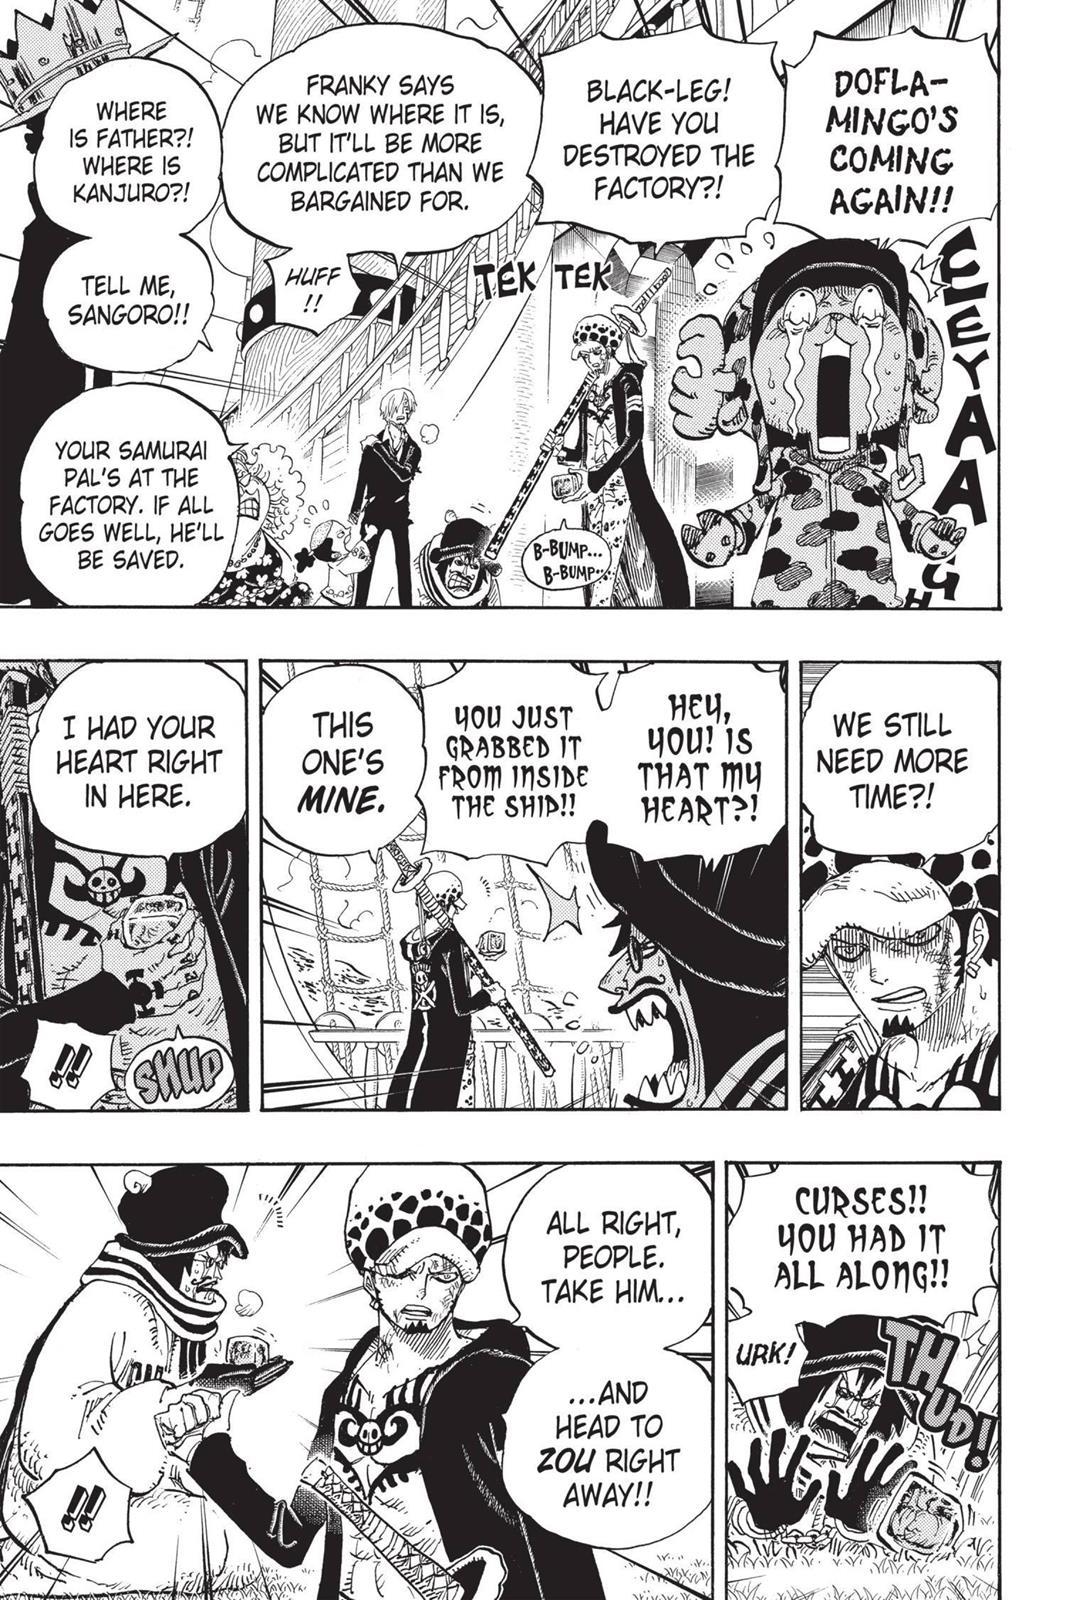 DOFLA-
MINGO'S
COMING
AGAIN!!
EEYAAUGH
BLACK-LEG!
HAVE YOU
DESTROYED THE
FACTORY?!
TEK TEK
B-BUMP...
B-BUMP...
FRANKY SAYS
WE KNOW WHERE IT IS,
BUT IT'LL BE MORE
COMPLICATED THAN WE
BARGAINED FOR.
HUFF
!!
WHERE
IS FATHER?!
WHERE IS
KANJURO?!
TELL ME,
SANGORO!!
YOUR SAMURAI
PAL'S AT THE
FACTORY. IF ALL
GOES WELL, HE'LL
BE SAVED.
WE STILL
NEED MORE
TIME?!
HEY,
YOU! IS
THAT MY
HEART?!
YOU JUST
GRABBED IT
FROM INSIDE
THE SHIP!!
THIS
ONE'S
MINE.
I HAD YOUR
HEART RIGHT
IN HERE.
DEA
SHUP
!!
CURSES!!
YOU HAD IT
ALL ALONG!!
URK!
THUD!
ALL RIGHT,
PEOPLE.
TAKE HIM...
...AND
HEAD TO
ZOU RIGHT
AWAY!!
!!